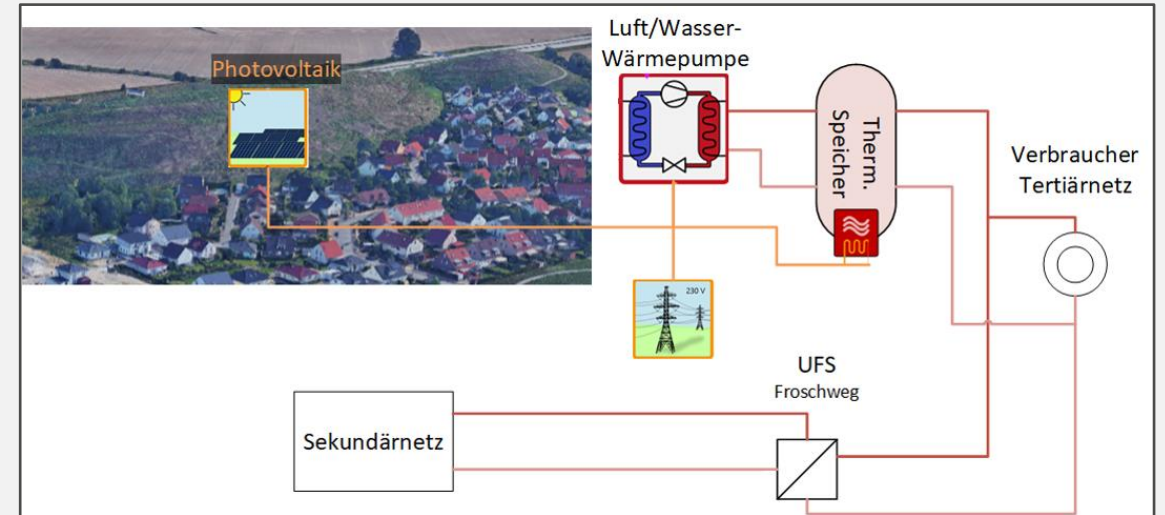 Photovoltaik
Luft/Wasser-
Wärmepumpe
Therm.
Speicher
Verbraucher
Tertiärnetz
230 V
UFS
Froschweg
Sekundärnetz